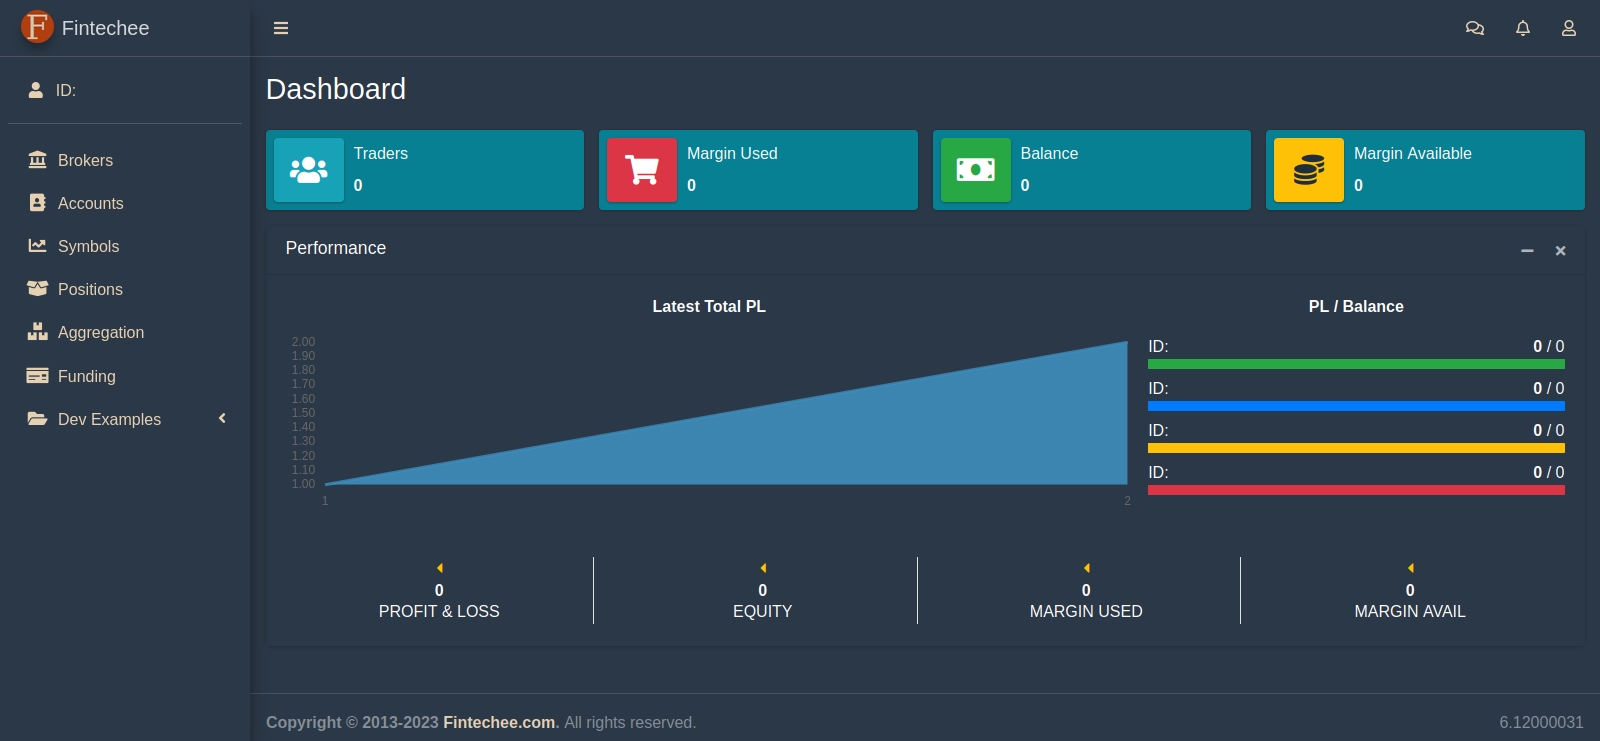 F Fintechee
ID:
Brokers
Accounts
Symbols
Positions
Aggregation
Funding
Dev Examples
Dashboard
Traders
0
Margin Used
0
Balance
0
Margin Available
0
Performance
Latest Total PL
2.00
1.90
1.80
1.70
1.60
1.50
1.40
1.30
1.20
1.10
1.00
1 2
PL / Balance
ID: 0 / 0
ID: 0 / 0
ID: 0 / 0
ID: 0 / 0
0
PROFIT & LOSS
0
EQUITY
0
MARGIN USED
0
MARGIN AVAIL
Copyright © 2013-2023 Fintechee.com. All rights reserved.
6.12000031